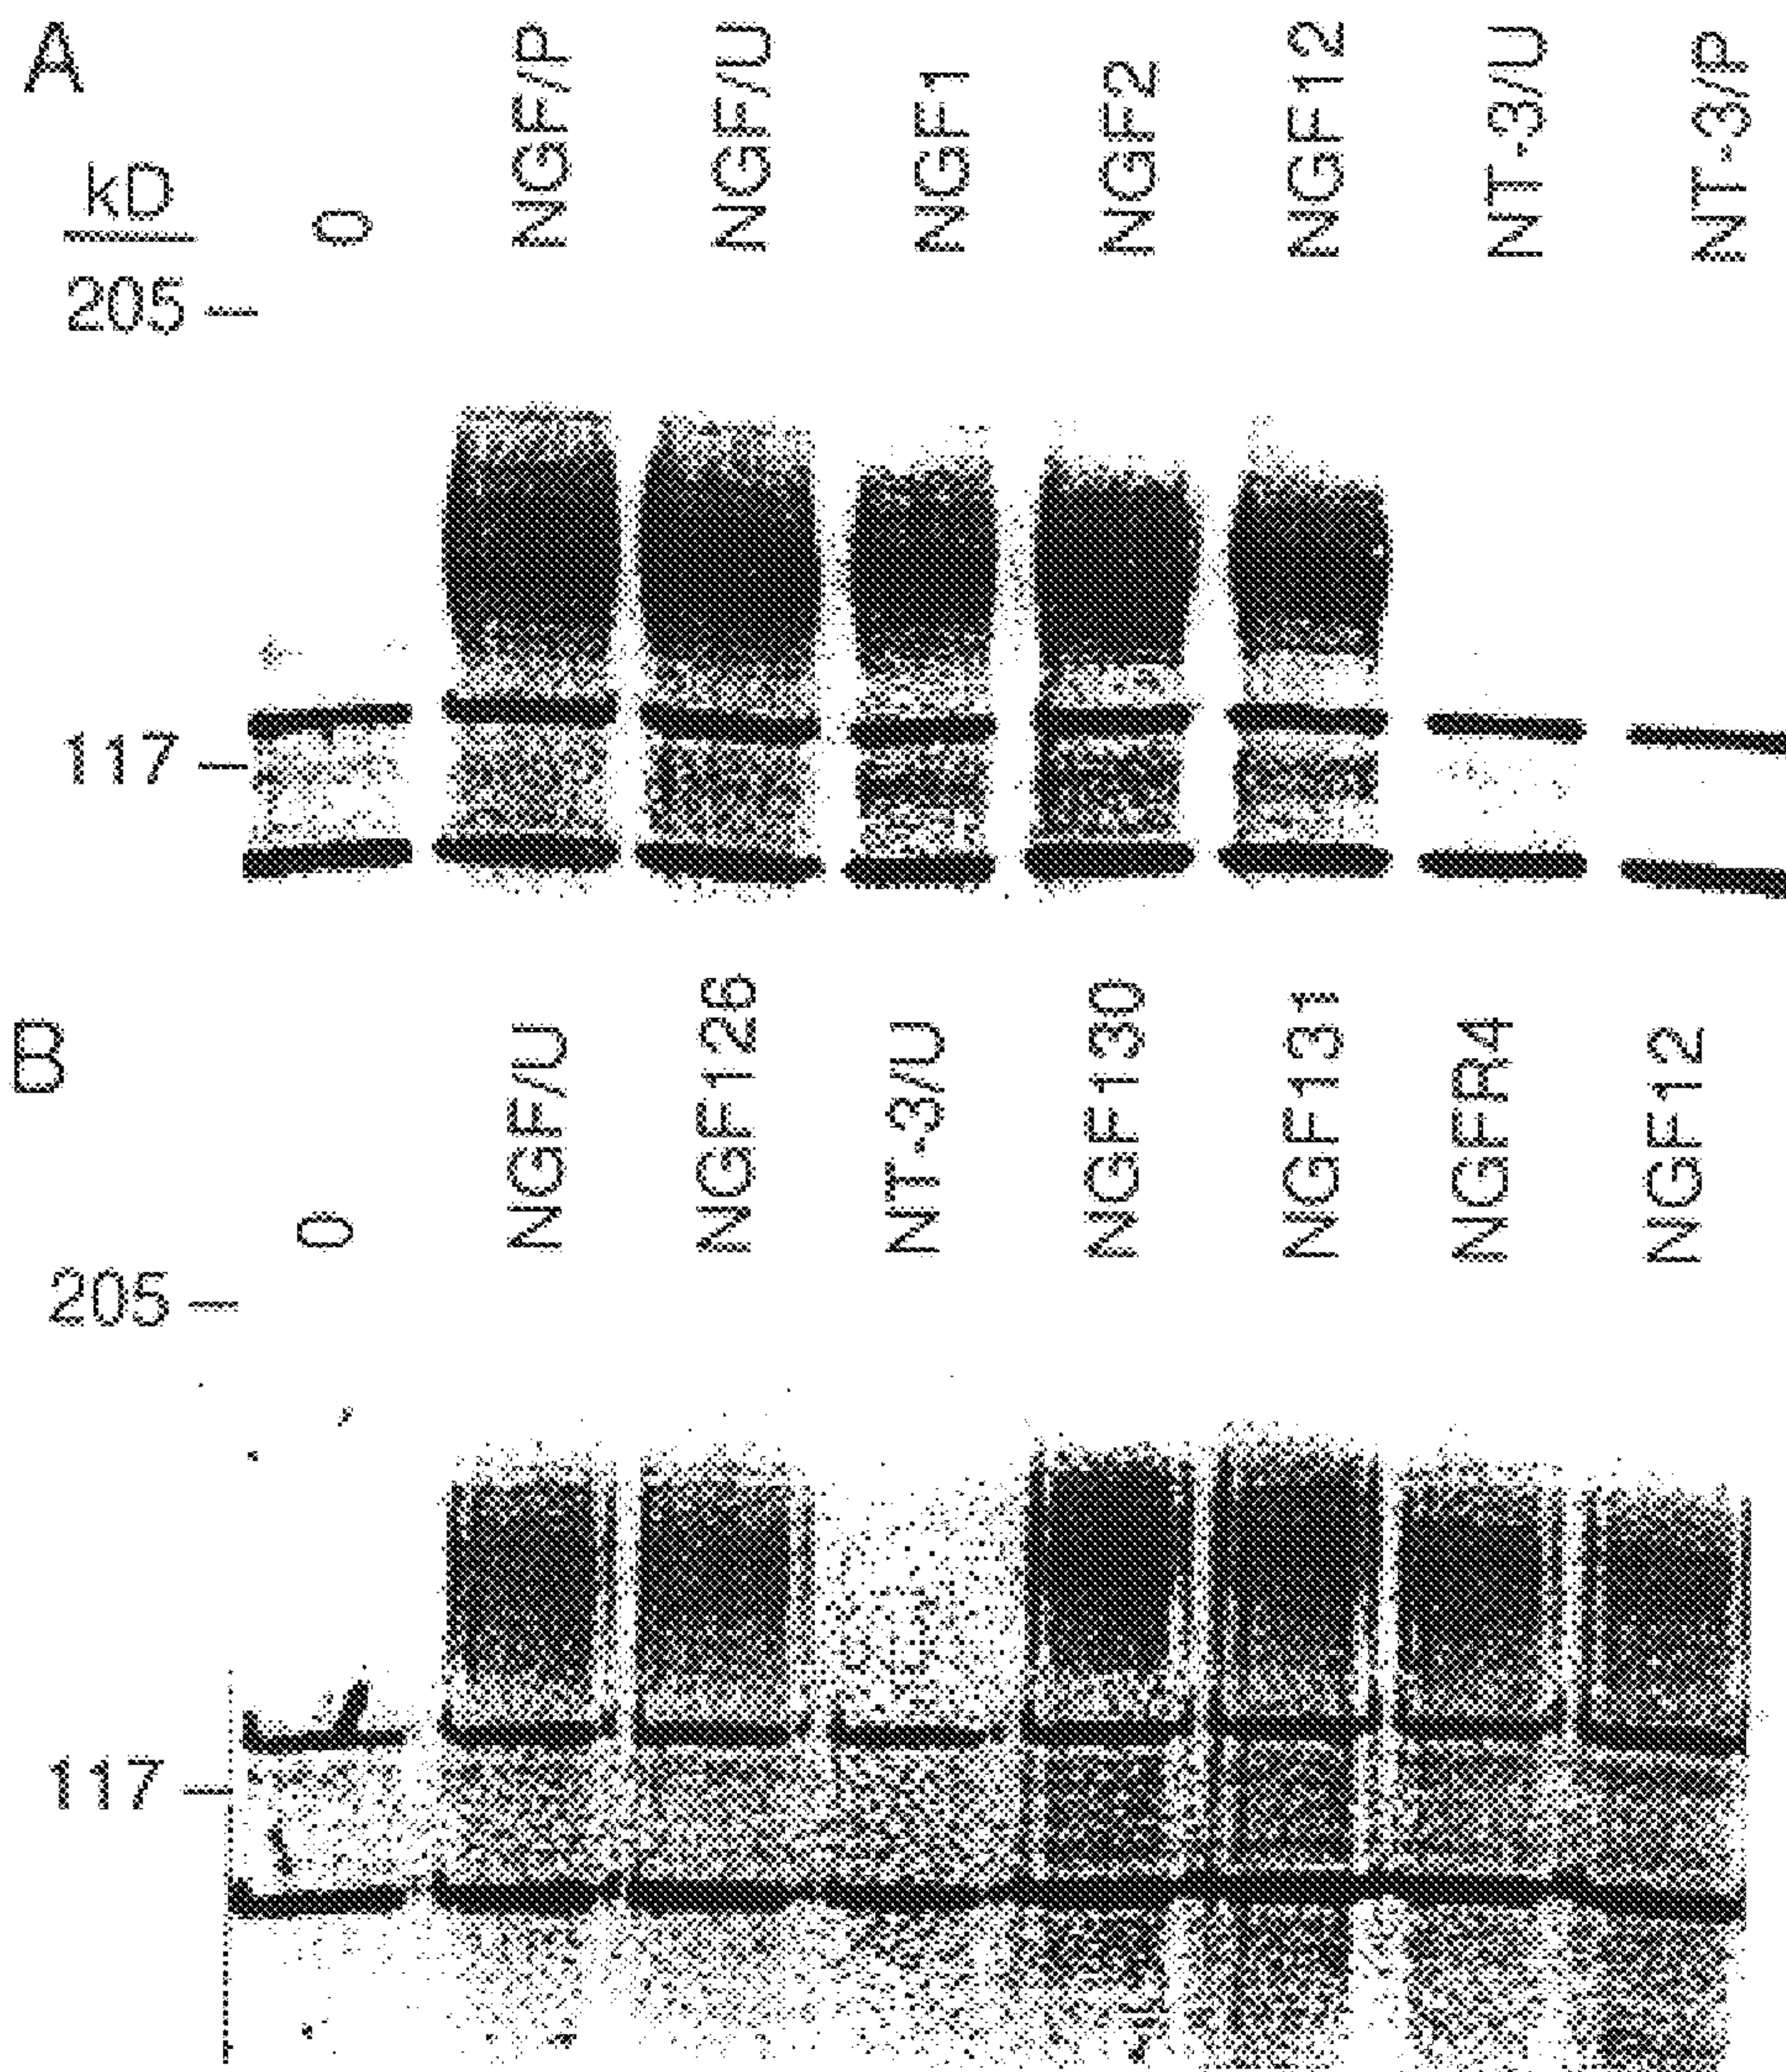 A
kD
0
NGF/P
NGF/U
NGF1
NGF2
NGF12
NT-3/U
NT-3/P
205
117
B
0
NGF/U
NGF126
NT-3/U
NGF130
NGF131
NGFR4
NGF12
205
117